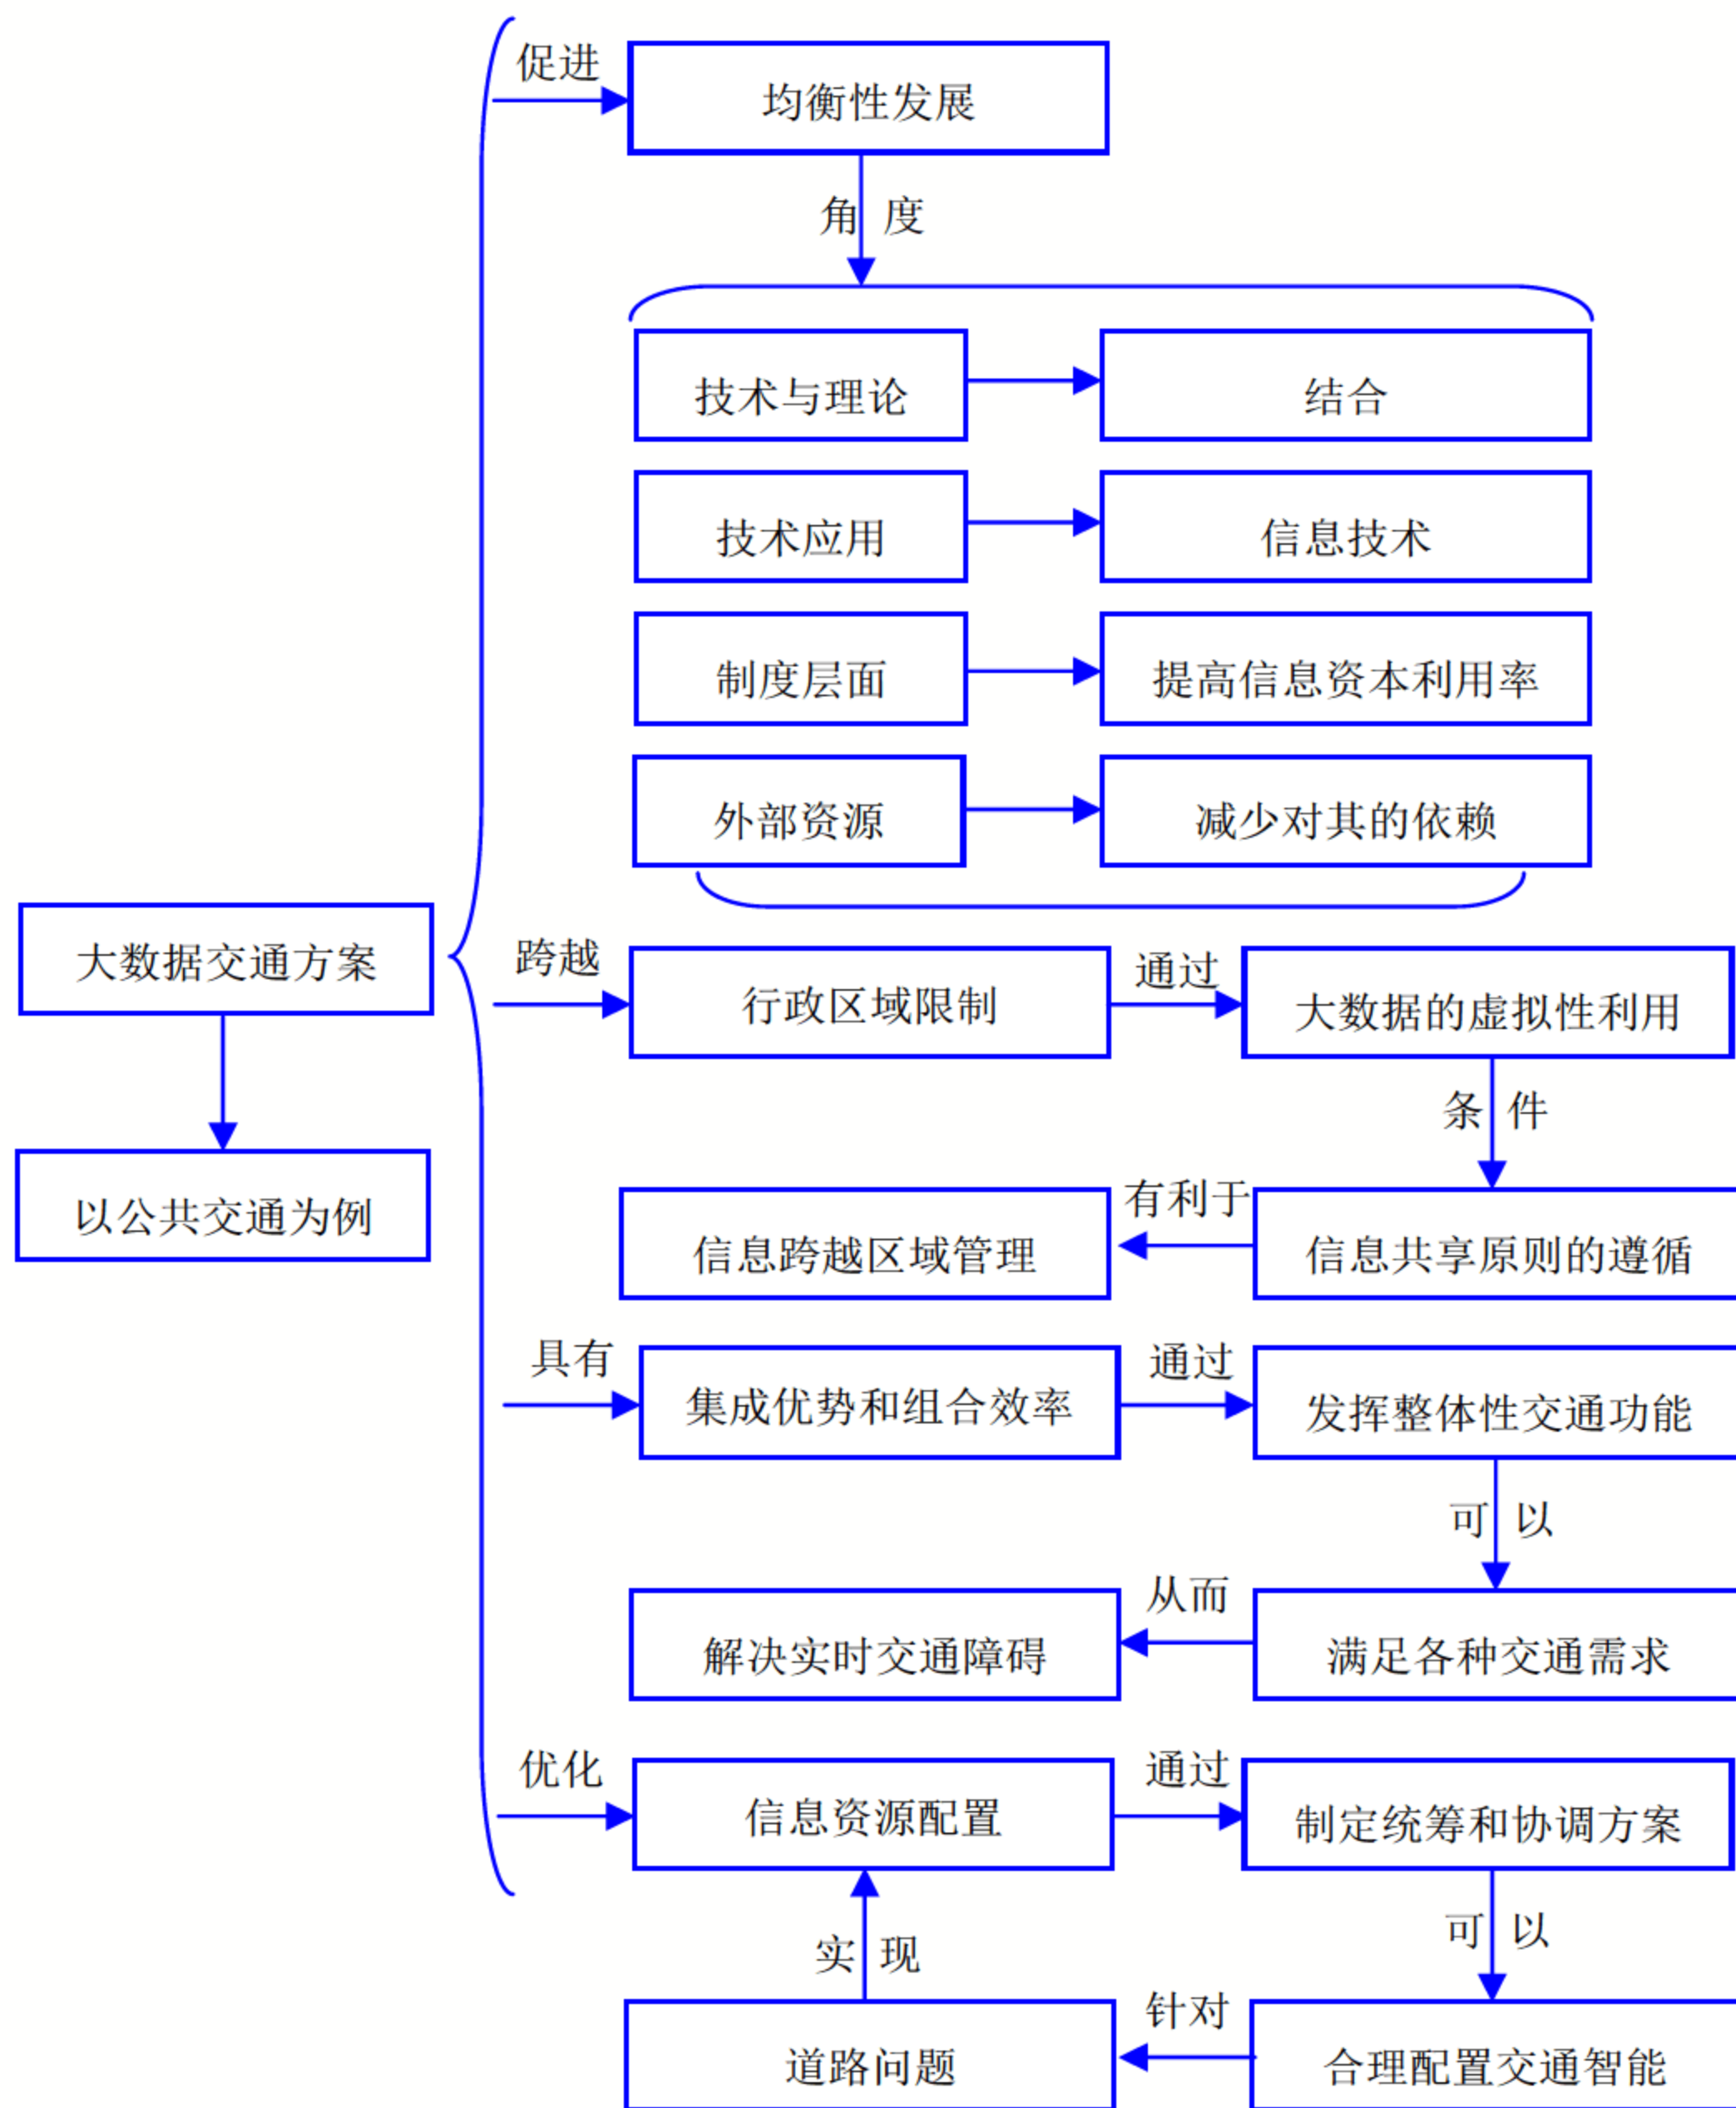 促进
均衡性发展
角 度
技术与理论
结合
技术应用
信息技术
制度层面
提高信息资本利用率
外部资源
减少对其的依赖
大数据交通方案
以公共交通为例
跨越
行政区域限制
通过
大数据的虚拟性利用
条 件
信息跨越区域管理
有利于
信息共享原则的遵循
具有
集成优势和组合效率
通过
发挥整体性交通功能
可 以
解决实时交通障碍
从而
满足各种交通需求
优化
信息资源配置
通过
制定统筹和协调方案
实 现
可 以
道路问题
针对
合理配置交通智能